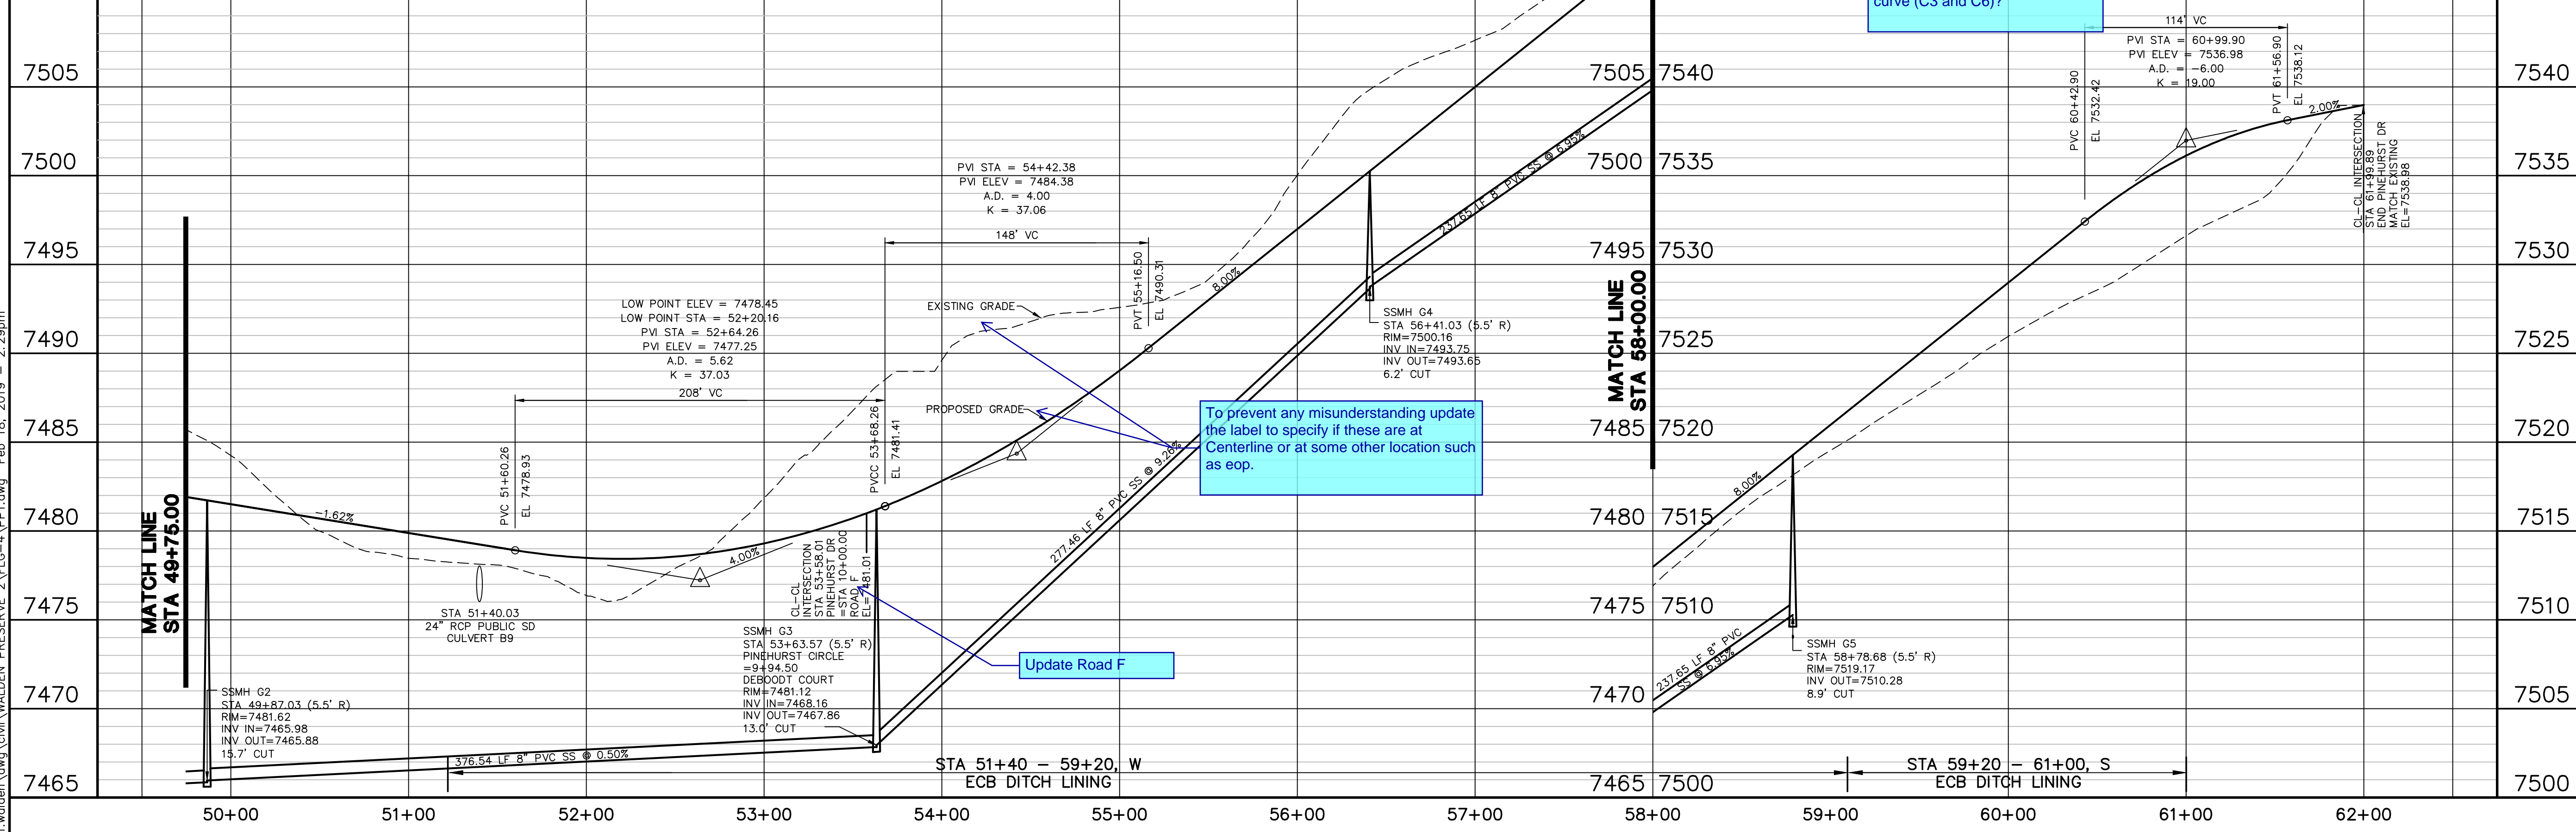 curve (C3 and C6)?
7505
7500
7495
7490
7485
7480
7475
7470
7465
MATCH LINE
STA 49+75.00
-1.62%
PVC 51+60.26
EL 7478.93
LOW POINT ELEV = 7478.45
LOW POINT STA = 52+20.16
PVI STA = 52+64.26
PVI ELEV = 7477.25
A.D. = 5.62
K = 37.03
208' VC
PVCC 53+68.26
EL 7481.41
4.00%
STA 51+40.03
24" RCP PUBLIC SD
CULVERT B9
SSMH G2
STA 49+87.03 (5.5' R)
RIM=7481.62
INV IN=7465.98
INV OUT=7465.88
15.7' CUT
376.54 LF 8" PVC SS @ 0.50%
CL-CL
INTERSECTION
STA 53+58.01
PINEHURST DR
=STA 10+00.00
ROAD F
EL=7481.01
SSMH G3
STA 53+63.57 (5.5' R)
PINEHURST CIRCLE
=9+94.50
DEBOODT COURT
RIM=7481.12
INV IN=7468.16
INV OUT=7467.86
13.0' CUT
Update Road F
PVI STA = 54+42.38
PVI ELEV = 7484.38
A.D. = 4.00
K = 37.06
148' VC
PVT 55+16.50
EL 7490.31
EXISTING GRADE
PROPOSED GRADE
8.00%
277.46 LF 8" PVC SS @ 9.26%
To prevent any misunderstanding update
the label to specify if these are at
Centerline or at some other location such
as eop.
SSMH G4
STA 56+41.03 (5.5' R)
RIM=7500.16
INV IN=7493.75
INV OUT=7493.65
6.2' CUT
237.65 LF 8" PVC SS @ 6.95%
STA 51+40 – 59+20, W
ECB DITCH LINING
7505 7540
7500 7535
7495 7530
7490 7525
7485 7520
7480 7515
7475 7510
7470 7505
7465 7500
MATCH LINE
STA 58+00.00
8.00%
237.65 LF 8" PVC
SS @ 6.95%
SSMH G5
STA 58+78.68 (5.5' R)
RIM=7519.17
INV OUT=7510.28
8.9' CUT
114' VC
PVI STA = 60+99.90
PVI ELEV = 7536.98
A.D. = -6.00
K = 19.00
PVC 60+42.90
EL 7532.42
PVT 61+56.90
EL 7538.12
2.00%
CL-CL INTERSECTION
STA 61+99.89
END PINEHURST DR
MATCH EXISTING
EL=7538.98
STA 59+20 – 61+00, S
ECB DITCH LINING
7540
7535
7530
7525
7520
7515
7510
7505
7500
50+00
51+00
52+00
53+00
54+00
55+00
56+00
57+00
58+00
59+00
60+00
61+00
62+00